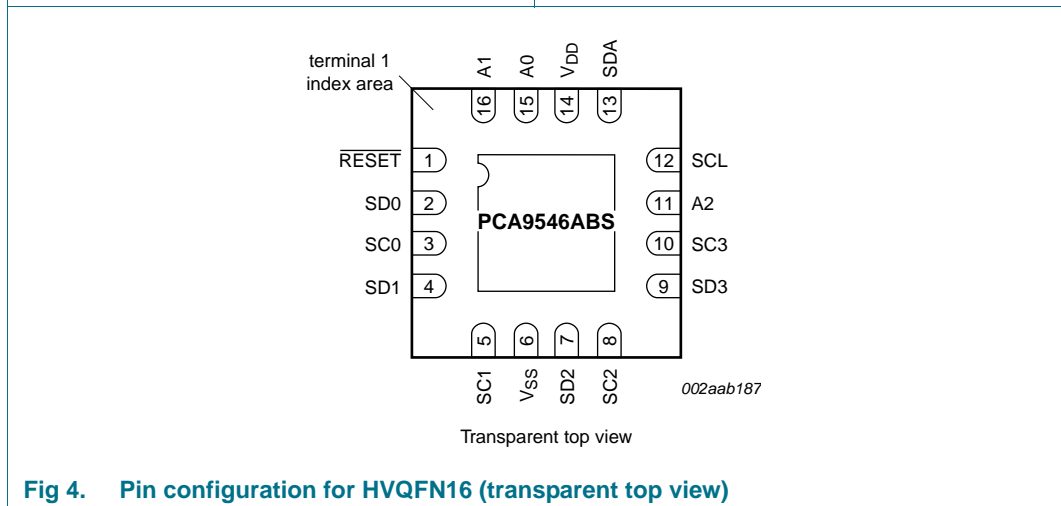 terminal 1
index area
A1
A0
VDD
SDA
16
15
14
13
RESET 1
12 SCL
SD0 2
11 A2
PCA9546ABS
SC0 3
10 SC3
SD1 4
9 SD3
5
6
7
8
SC1
VSS
SD2
SC2
002aab187
Transparent top view
Fig 4. Pin configuration for HVQFN16 (transparent top view)